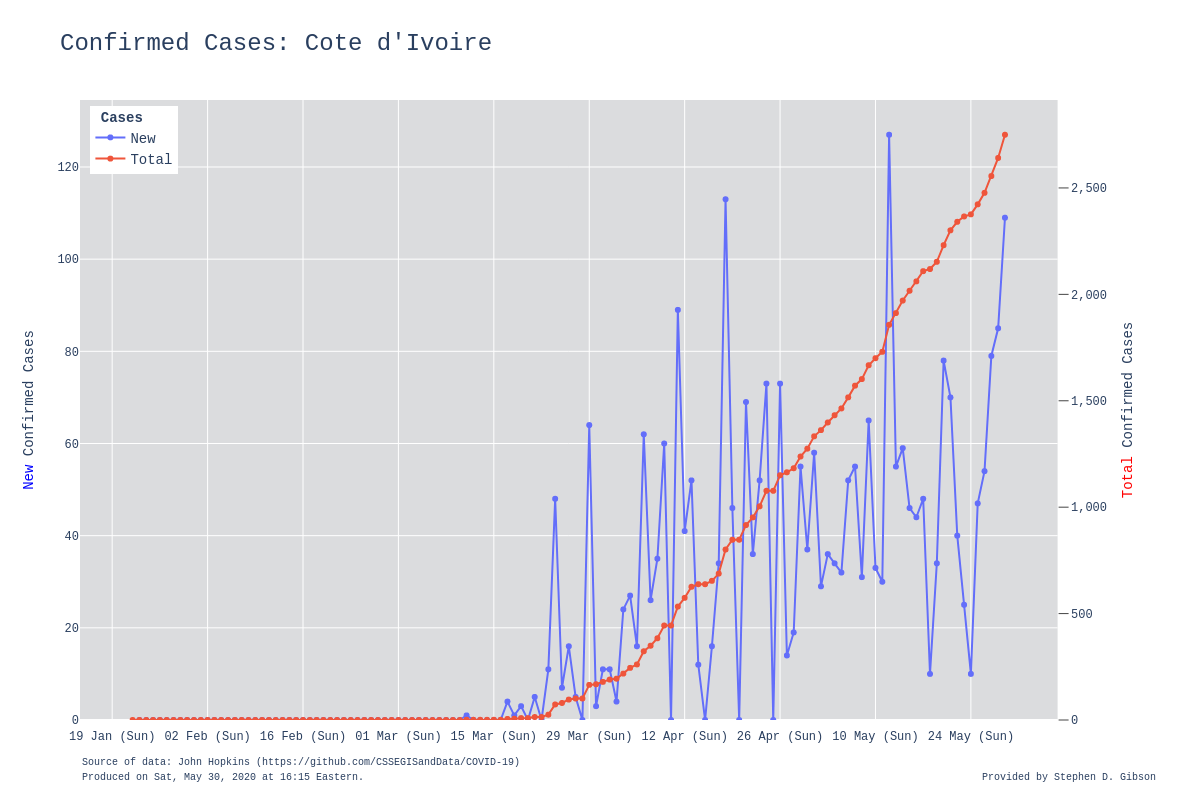 Confirmed Cases: Cote d'Ivoire
Cases
New
Total
120
100
80
60
40
20
0
New Confirmed Cases
2,500
2,000
1,500
1,000
500
0
Total Confirmed Cases
19 Jan (Sun) 02 Feb (Sun) 16 Feb (Sun) 01 Mar (Sun) 15 Mar (Sun) 29 Mar (Sun) 12 Apr (Sun) 26 Apr (Sun) 10 May (Sun) 24 May (Sun)
Source of data: John Hopkins (https://github.com/CSSEGISandData/COVID-19)
Produced on Sat, May 30, 2020 at 16:15 Eastern.
Provided by Stephen D. Gibson